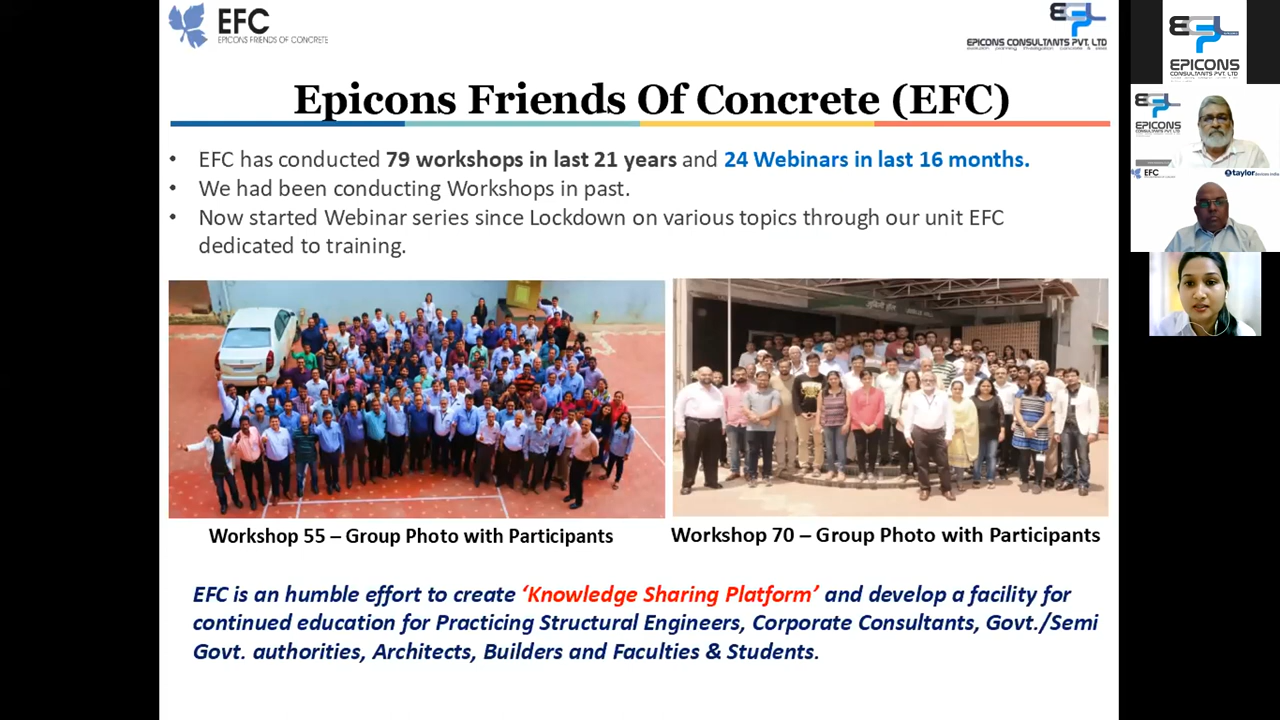 EFC
EPICONS FRIENDS OF CONCRETE
EPICONS CONSULTANTS PVT. LTD
Epicons Friends Of Concrete (EFC)
• EFC has conducted 79 workshops in last 21 years and 24 Webinars in last 16 months.
• We had been conducting Workshops in past.
• Now started Webinar series since Lockdown on various topics through our unit EFC
dedicated to training.
Workshop 55 – Group Photo with Participants
Workshop 70 – Group Photo with Participants
EFC is an humble effort to create ‘Knowledge Sharing Platform’ and develop a facility for
continued education for Practicing Structural Engineers, Corporate Consultants, Govt./Semi
Govt. authorities, Architects, Builders and Faculties & Students.
EPICONS
CONSULTANTS PVT. LTD
EPICONS
CONSULTANTS PVT. LTD
EFC
taylor